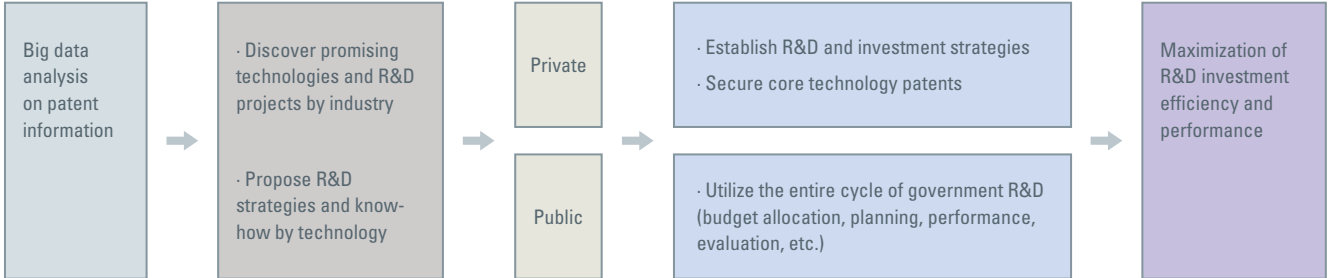 Big data
analysis
on patent
information
· Discover promising
technologies and R&D
projects by industry
· Propose R&D
strategies and know-
how by technology
Private
Public
· Establish R&D and investment strategies
· Secure core technology patents
· Utilize the entire cycle of government R&D
(budget allocation, planning, performance,
evaluation, etc.)
Maximization of
R&D investment
efficiency and
performance